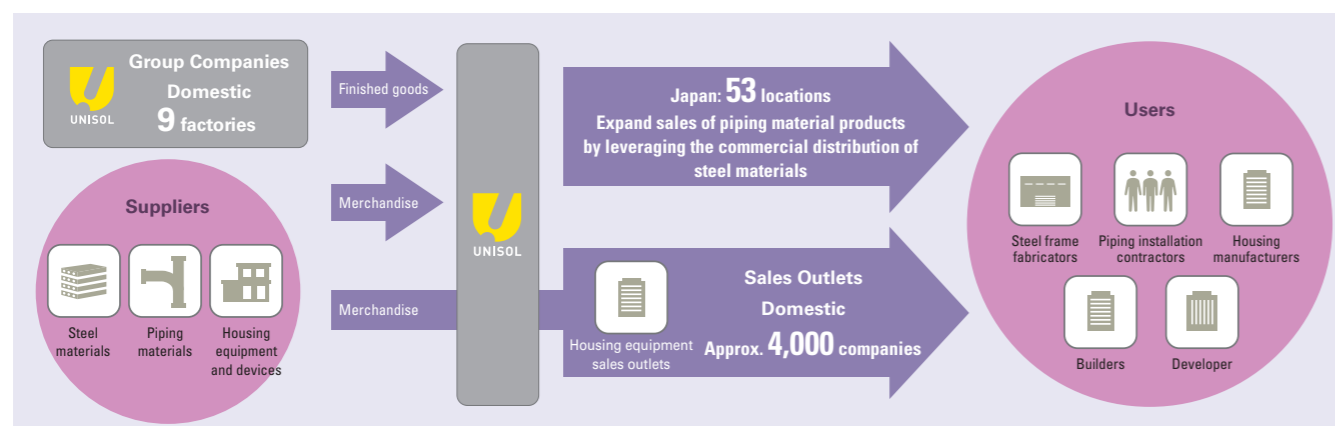 Group Companies
Domestic
9 factories
UNISOL
Suppliers
Steel
materials
Piping
materials
Housing
equipment
and devices
Finished goods
Merchandise
Merchandise
UNISOL
Japan: 53 locations
Expand sales of piping material products
by leveraging the commercial distribution of
steel materials
Housing equipment
sales outlets
Sales Outlets
Domestic
Approx. 4,000 companies
Users
Steel frame
fabricators
Piping installation
contractors
Housing
manufacturers
Builders
Developer